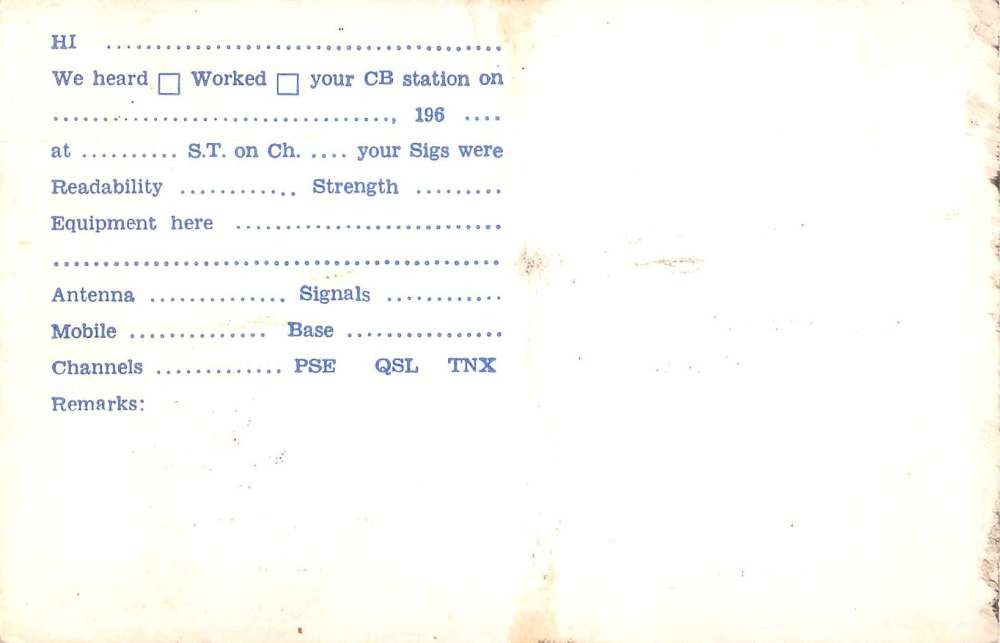 HI ........................................
We heard □ Worked □ your CB station on
.................................., 196 ....
at .......... S.T. on Ch. .... your Sigs were
Readability ............ Strength .........
Equipment here ...........................
.............................................
Antenna .............. Signals ............
Mobile .............. Base ................
Channels ............. PSE QSL TNX
Remarks: